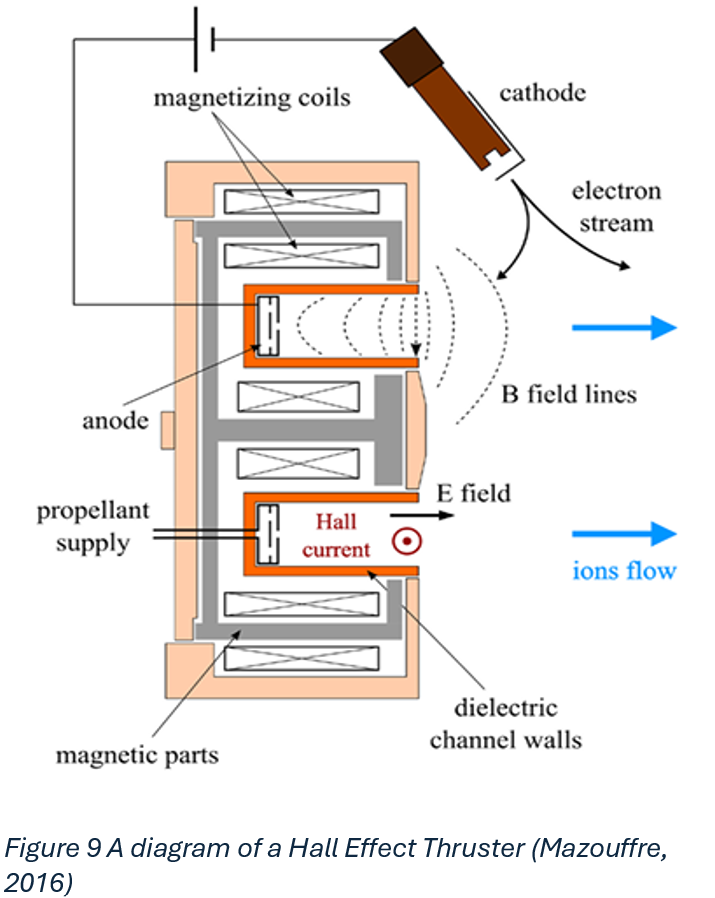 magnetizing coils
cathode
electron
stream
B field lines
anode
E field
propellant
supply
Hall
current
ions flow
dielectric
channel walls
magnetic parts
Figure 9 A diagram of a Hall Effect Thruster (Mazouffre,
2016)